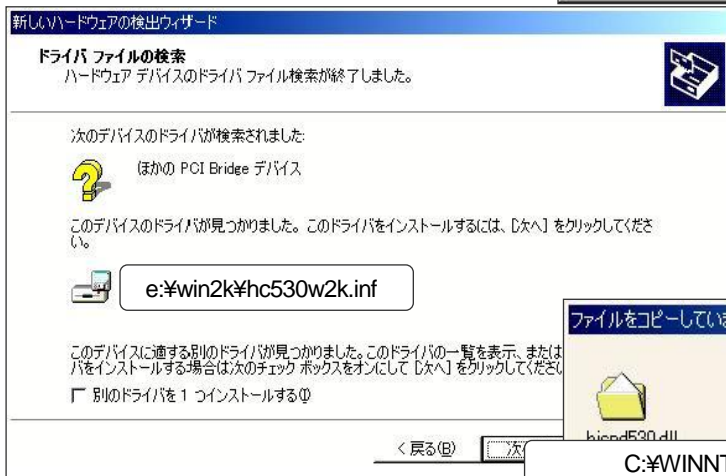 新しいハードウェアの検出ウィザード
ドライバ ファイルの検索
ハードウェア デバイスのドライバ ファイル検索が終了しました。
次のデバイスのドライバが検索されました:
ほかの PCI Bridge デバイス
このデバイスのドライバが見つかりました。このドライバをインストールするには、[次へ] をクリックしてくださ
い。
e:¥win2k¥hc530w2k.inf
ファイルをコピーしてい
このデバイスに適する別のドライバが見つかりました。このドライバの一覧を表示、または
バをインストールする場合は次のチェック ボックスをオンにして [次へ] をクリックしてくださ
別のドライバを 1 つインストールする(I)
< 戻る(B)
次
C:¥WINNT